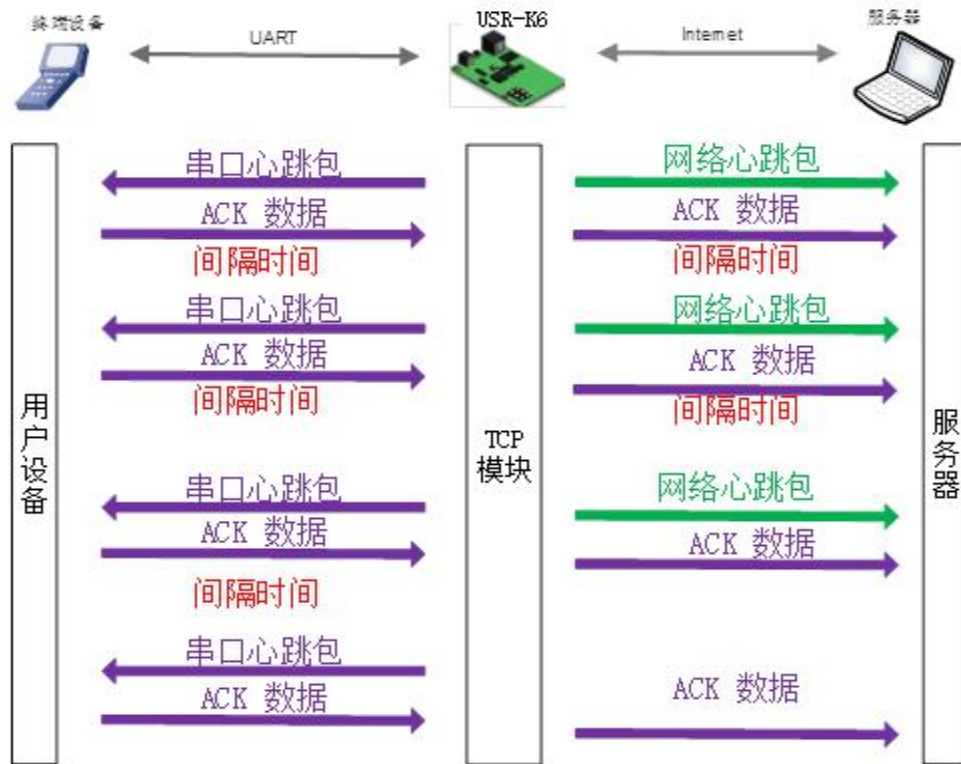 终端设备
UART
USR-K6
Internet
服务器
串口心跳包
网络心跳包
ACK 数据
ACK 数据
间隔时间
间隔时间
串口心跳包
网络心跳包
ACK 数据
ACK 数据
间隔时间
间隔时间
用户设备
TCP
模块
服务器
串口心跳包
网络心跳包
ACK 数据
ACK 数据
间隔时间
串口心跳包
ACK 数据
ACK 数据